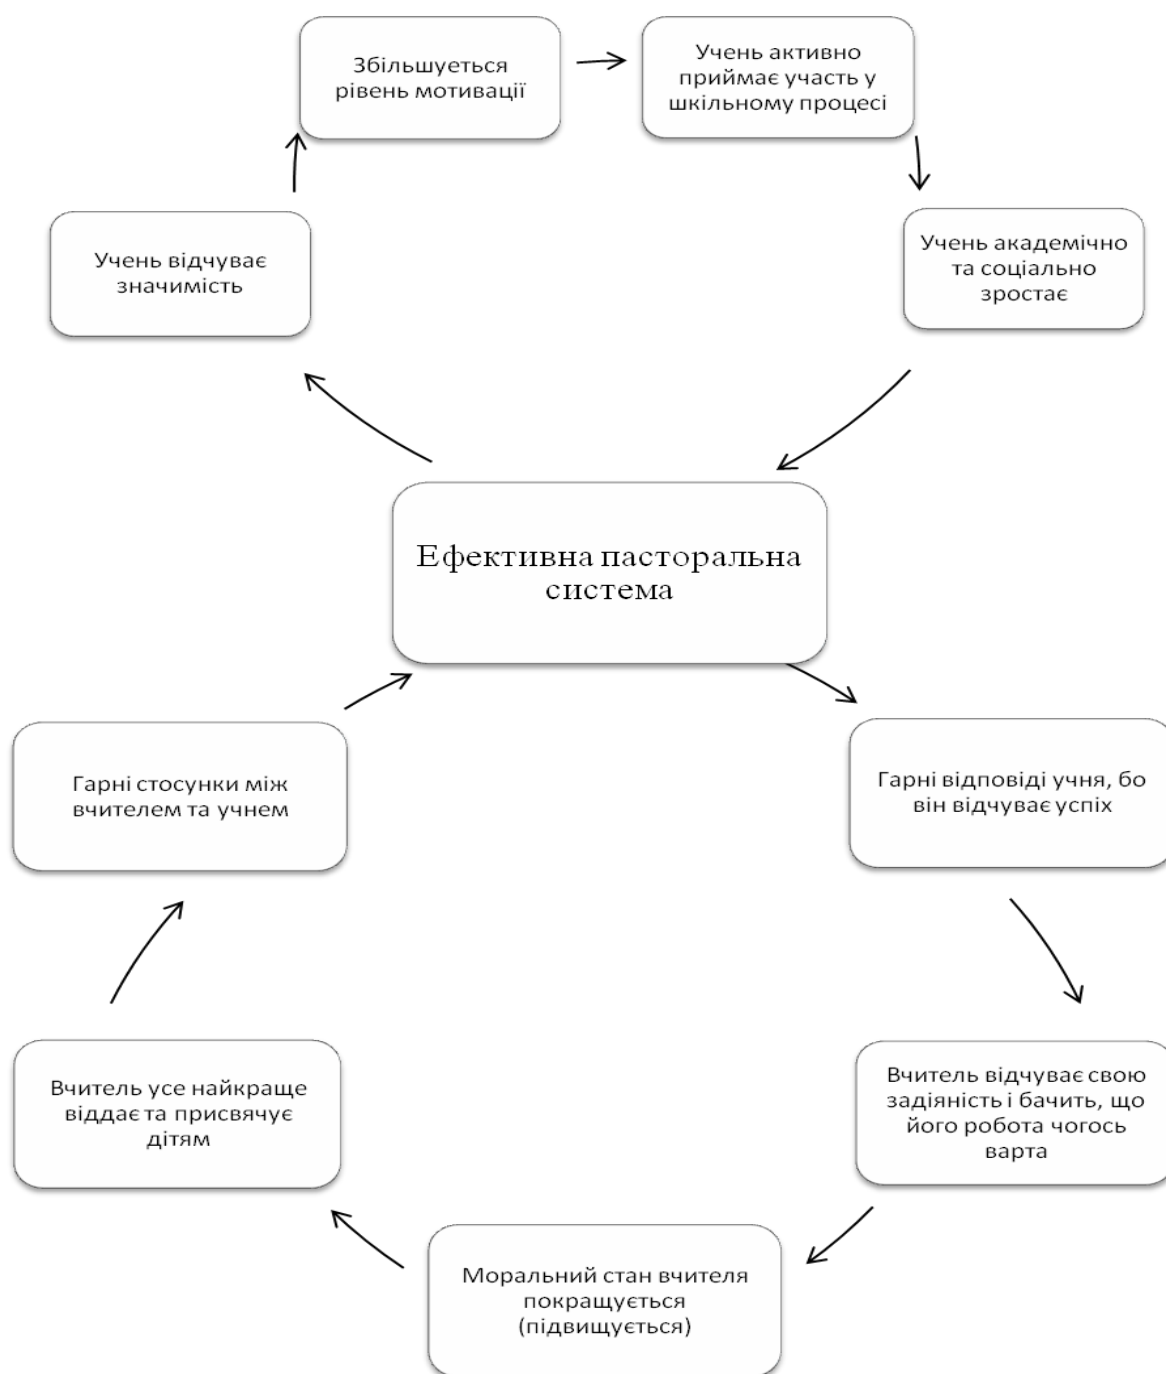 Збільшуеться
рівень мотивації
Учень активно
приймає участь у
шкільному процесі
Учень відчуває
значимість
Учень академічно
та соціально
зростає
Ефективна пасторальна
система
Гарні стосунки між
вчителем та учнем
Гарні відповіді учня, бо
він відчуває успіх
Вчитель усе найкраще
віддає та присвячує
дітям
Вчитель відчуває свою
задіяність і бачить, що
його робота чогось
варта
Моральний стан вчителя
покращується
(підвищується)